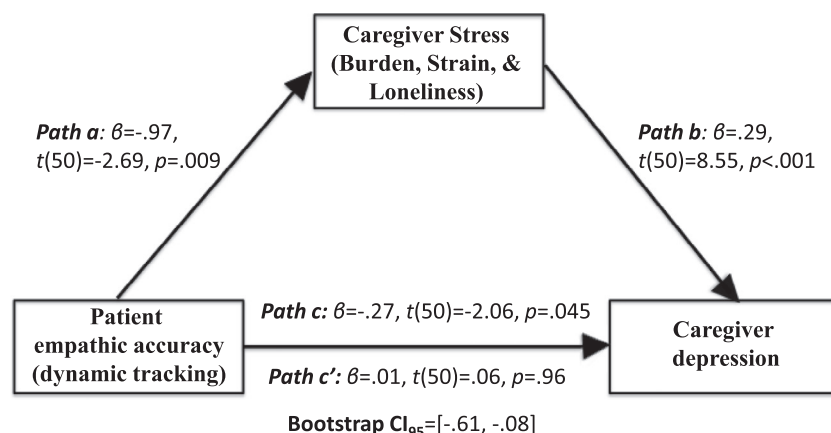 Caregiver Stress
(Burden, Strain, &
Loneliness)
Path a: β=-.97,
t(50)=-2.69, p=.009
Path b: β=.29,
t(50)=8.55, p<.001
Patient
empathic accuracy
(dynamic tracking)
Path c: β=-.27, t(50)=-2.06, p=.045
Path c’: β=.01, t(50)=.06, p=.96
Bootstrap CI₉₅=[-.61, -.08]
Caregiver
depression